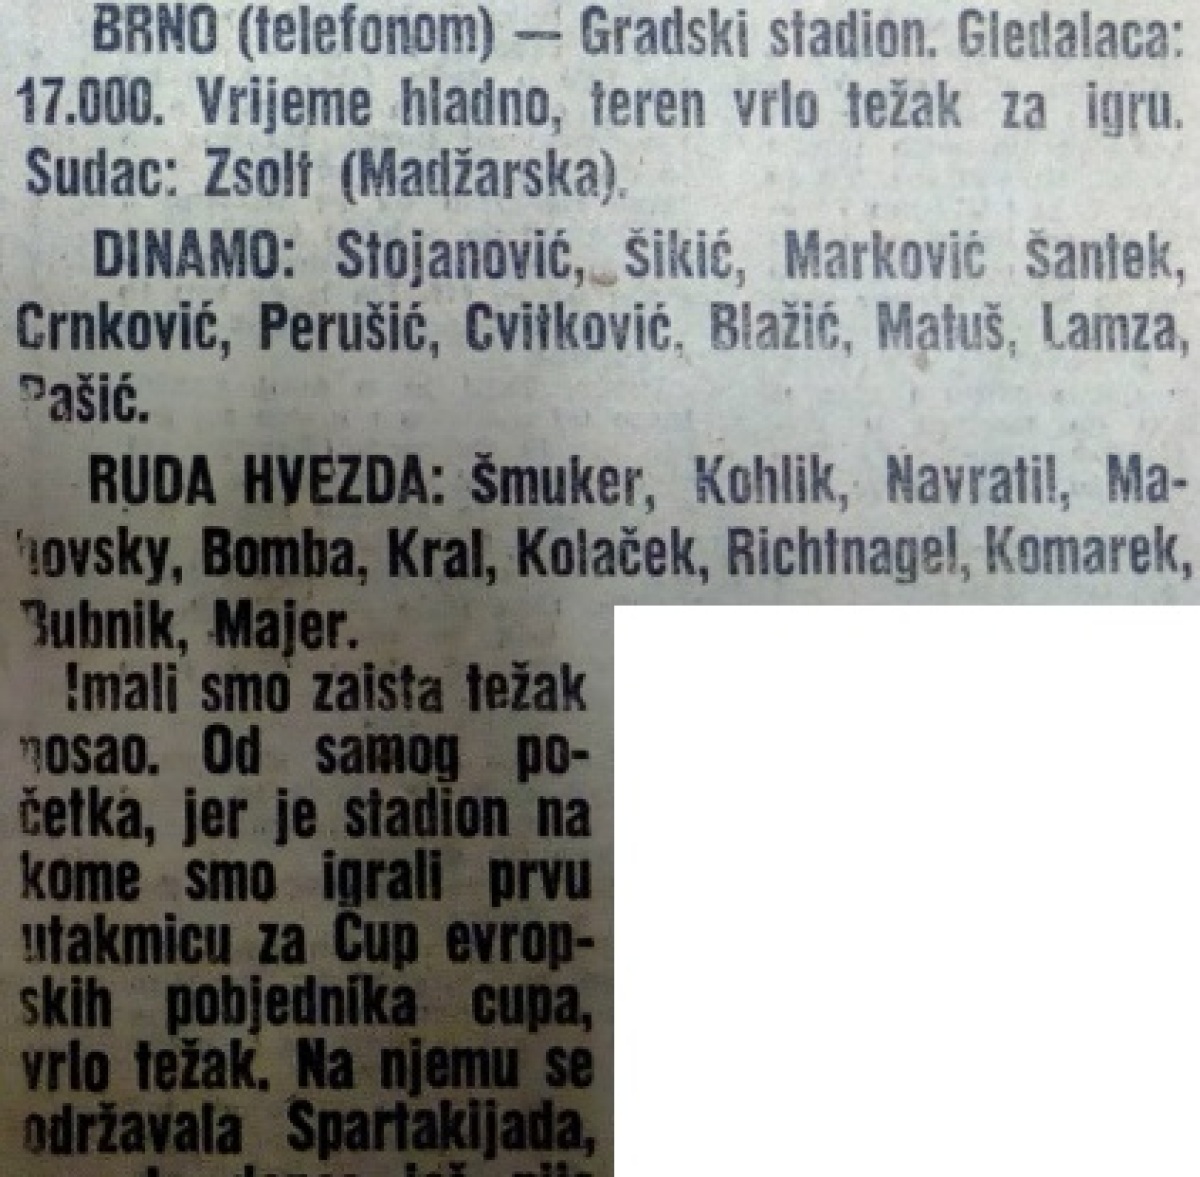 BRNO (telefonom) — Gradski stadion. Gledalaca:
17.000. Vrijeme hladno, teren vrlo težak za igru.
Sudac: Zsolt (Madžarska).
DINAMO: Stojanović, Šikić, Marković Šantek,
Crnković, Perušić, Cvitković, Blažić, Matuš, Lamza,
Pašić.
RUDA HVEZDA: Šmuker, Kohlik, Navratil, Ma-
hovsky, Bomba, Kral, Kolaček, Richtnagel, Komarek,
Bubnik, Majer.
Imali smo zaista težak
posao. Od samog po-
četka, jer je stadion na
kome smo igrali prvu
utakmicu za Cup evrop-
skih pobjednika cupa,
vrlo težak. Na njemu se
održavala Spartakijada,